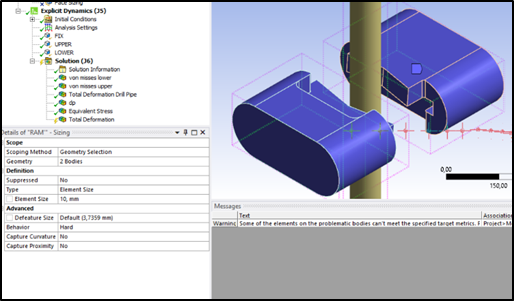 Face Sizing
Explicit Dynamics (J5)
Initial Conditions
Analysis Settings
FIX
UPPER
LOWER
Solution (J6)
Solution Information
von misses lower
von misses upper
Total Deformation Drill Pipe
dp
Equivalent Stress
Total Deformation
Details of "RAM" - Sizing
Scope
Scoping Method Geometry Selection
Geometry 2 Bodies
Definition
Suppressed No
Type Element Size
Element Size 10, mm
Advanced
Defeature Size Default (3,7359 mm)
Behavior Hard
Capture Curvature No
Capture Proximity No
0,00
150,00
Messages
Text Association
Warning Some of the elements on the problematic bodies can't meet the specified target metrics. Project>M